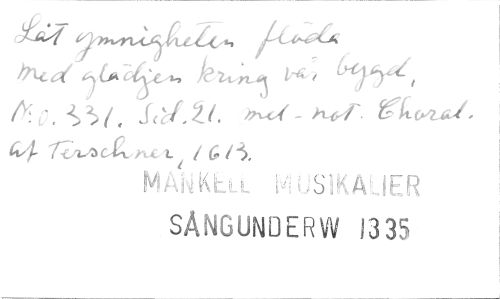 Låt ymnigheten flöda
med glädjen kring vår bygd,
N:o. 331. Sid. 21. mel-not. Choral.
af Terschner, 1613.
MANKELL MUSIKALIER
SÅNGUNDERW 1335